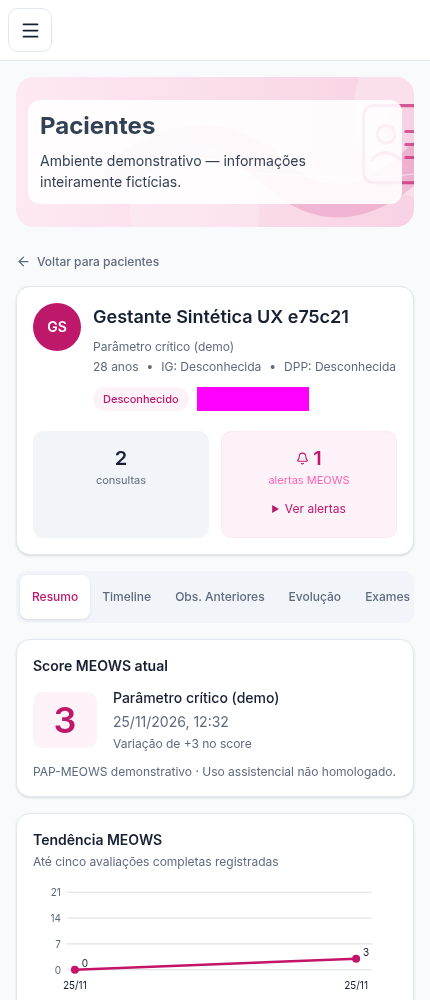 Pacientes
Ambiente demonstrativo — informações
inteiramente fictícias.
Voltar para pacientes
GS
Gestante Sintética UX e75c21
Parâmetro crítico (demo)
28 anos • IG: Desconhecida • DPP: Desconhecida
Desconhecido
2
consultas
1
alertas MEOWS
Ver alertas
Resumo Timeline Obs. Anteriores Evolução Exames
Score MEOWS atual
3
Parâmetro crítico (demo)
25/11/2026, 12:32
Variação de +3 no score
PAP-MEOWS demonstrativo · Uso assistencial não homologado.
Tendência MEOWS
Até cinco avaliações completas registradas
21
14
7
0
0
3
25/11 25/11